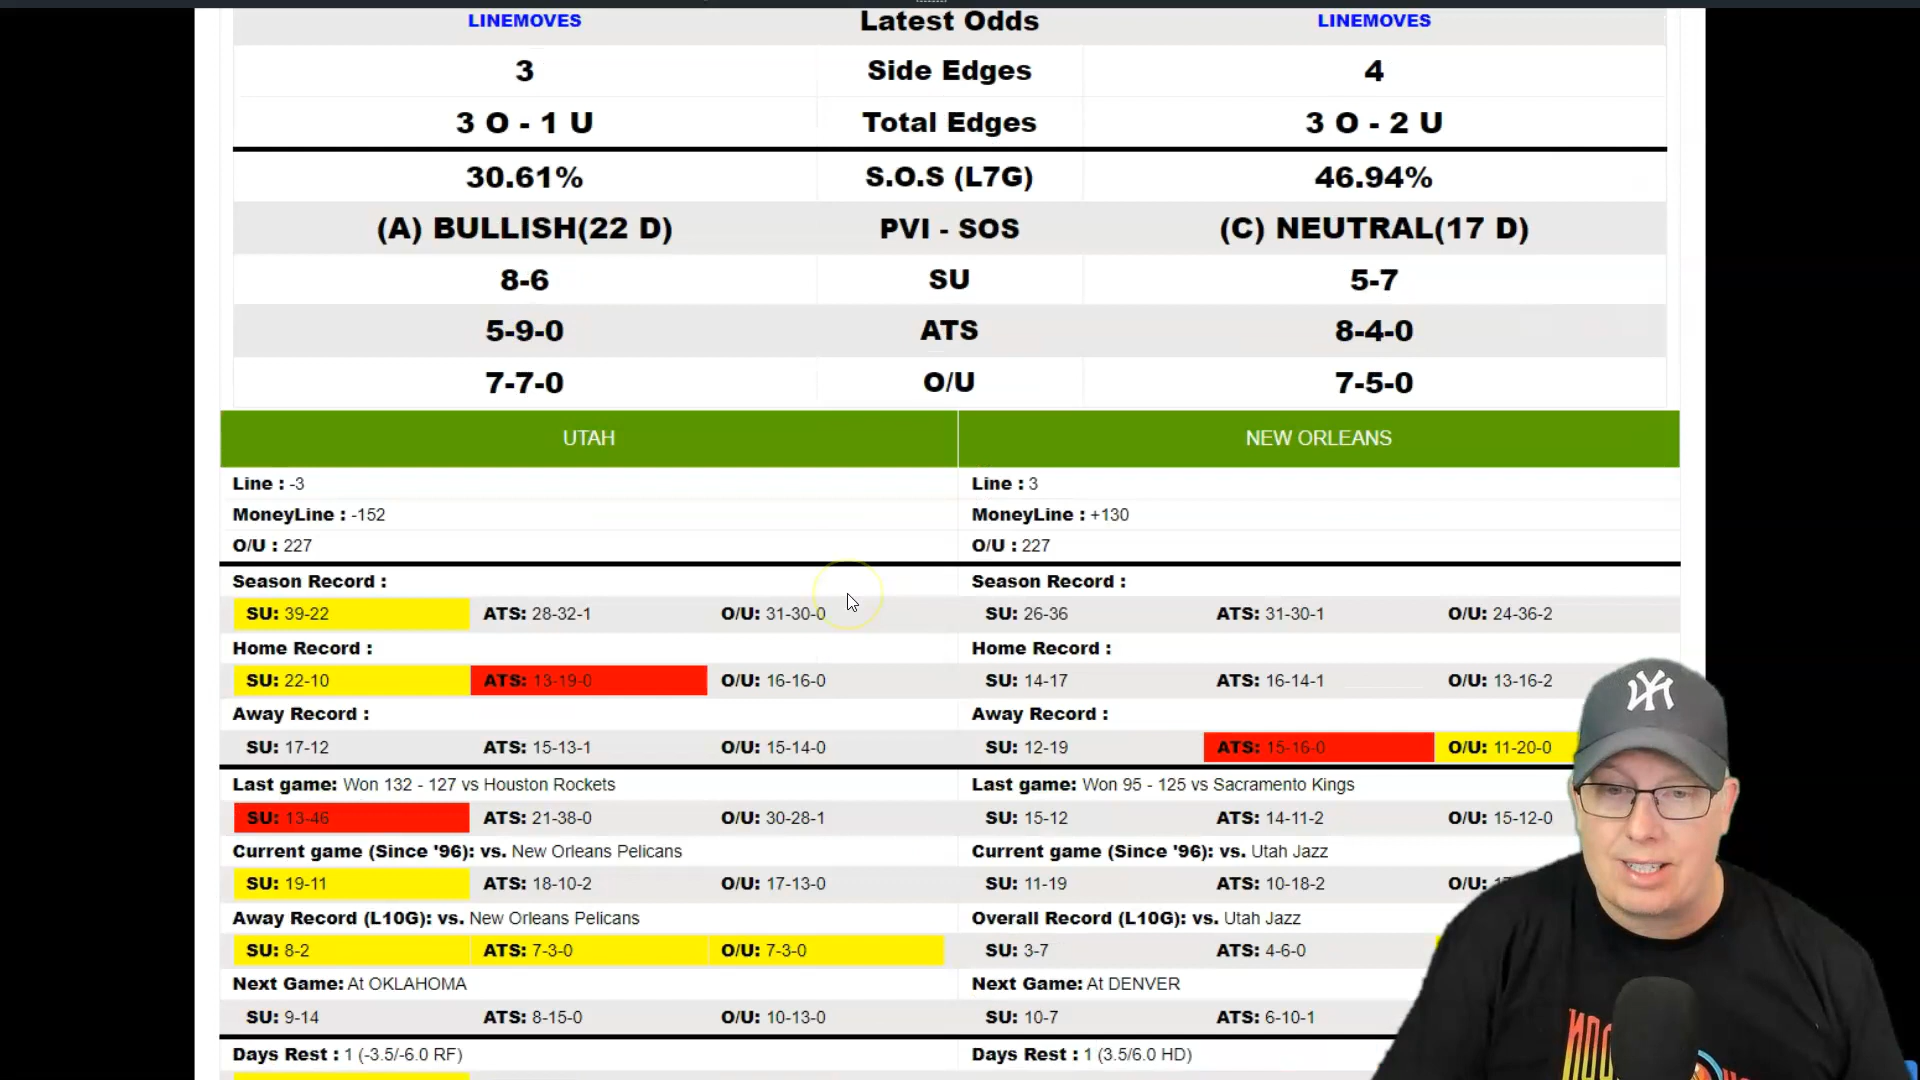 LINEMOVES Latest Odds LINEMOVES
3 Side Edges 4
3 O - 1 U Total Edges 3 O - 2 U
30.61% S.O.S (L7G) 46.94%
(A) BULLISH(22 D) PVI - SOS (C) NEUTRAL(17 D)
8-6 SU 5-7
5-9-0 ATS 8-4-0
7-7-0 O/U 7-5-0
UTAH NEW ORLEANS
Line : -3 Line : 3
MoneyLine : -152 MoneyLine : +130
O/U : 227 O/U : 227
Season Record : Season Record :
SU: 39-22 ATS: 28-32-1 O/U: 31-30-0 SU: 26-36 ATS: 31-30-1 O/U: 24-36-2
Home Record : Home Record :
SU: 22-10 ATS: 13-19-0 O/U: 16-16-0 SU: 14-17 ATS: 16-14-1 O/U: 13-16-2
Away Record : Away Record :
SU: 17-12 ATS: 15-13-1 O/U: 15-14-0 SU: 12-19 ATS: 15-16-0 O/U: 11-20-0
Last game: Won 132 - 127 vs Houston Rockets Last game: Won 95 - 125 vs Sacramento Kings
SU: 13-46 ATS: 21-38-0 O/U: 30-28-1 SU: 15-12 ATS: 14-11-2 O/U: 15-12-0
Current game (Since '96): vs. New Orleans Pelicans Current game (Since '96): vs. Utah Jazz
SU: 19-11 ATS: 18-10-2 O/U: 17-13-0 SU: 11-19 ATS: 10-18-2 O/U:
Away Record (L10G): vs. New Orleans Pelicans Overall Record (L10G): vs. Utah Jazz
SU: 8-2 ATS: 7-3-0 O/U: 7-3-0 SU: 3-7 ATS: 4-6-0
Next Game: At OKLAHOMA Next Game: At DENVER
SU: 9-14 ATS: 8-15-0 O/U: 10-13-0 SU: 10-7 ATS: 6-10-1
Days Rest : 1 (-3.5/-6.0 RF) Days Rest : 1 (3.5/6.0 HD)
NY